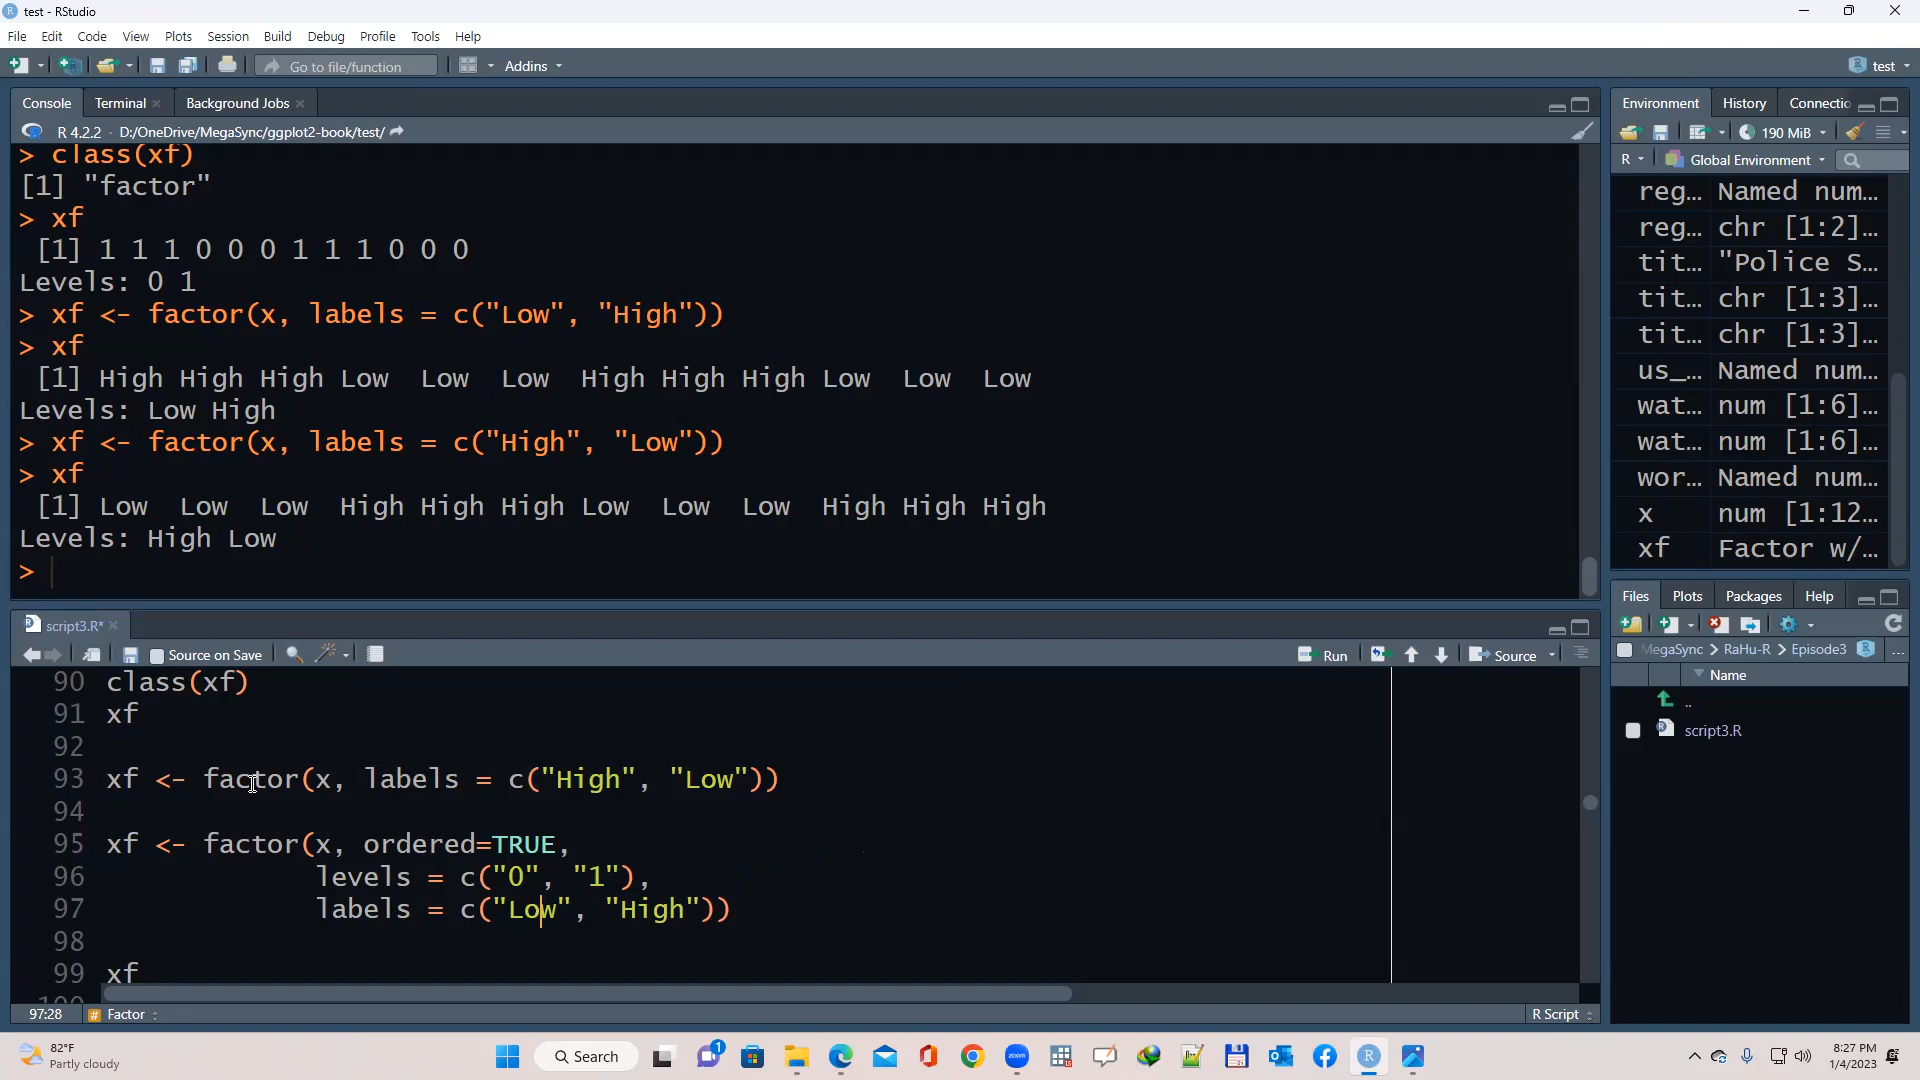 test - RStudio
File Edit Code View Plots Session Build Debug Profile Tools Help
Go to file/function Addins test
Console Terminal Background Jobs
R 4.2.2 · D:/OneDrive/MegaSync/ggplot2-book/test/
> class(xf)
[1] "factor"
> xf
[1] 1 1 1 0 0 0 1 1 1 0 0 0
Levels: 0 1
> xf <- factor(x, labels = c("Low", "High"))
> xf
[1] High High High Low Low Low High High High Low Low Low
Levels: Low High
> xf <- factor(x, labels = c("High", "Low"))
> xf
[1] Low Low Low High High High Low Low Low High High High
Levels: High Low
>
script3.R*
Source on Save Run Source
90 class(xf)
91 xf
92
93 xf <- factor(x, labels = c("High", "Low"))
94
95 xf <- factor(x, ordered=TRUE,
96 levels = c("0", "1"),
97 labels = c("Low", "High"))
98
99 xf
100
97:28 # Factor R Script
Environment History Connectio
190 MiB
R Global Environment
reg... Named num...
reg... chr [1:2]...
tit... "Police S...
tit... chr [1:3]...
tit... chr [1:3]...
us_... Named num...
wat... num [1:6]...
wat... num [1:6]...
wor... Named num...
x num [1:12...
xf Factor w/...
Files Plots Packages Help
MegaSync > RaHu-R > Episode3 ...
Name
..
script3.R
82°F
Partly cloudy
Search
1
zoom
8:27 PM
1/4/2023